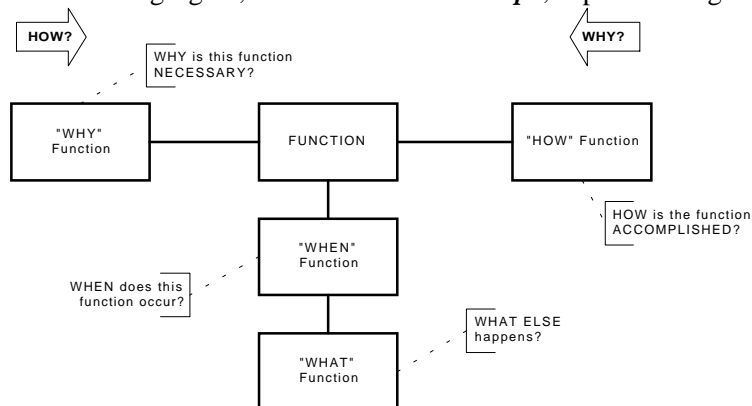 HOW?
WHY?
WHY is this function
NECESSARY?
"WHY"
Function
FUNCTION
"HOW" Function
HOW is the function
ACCOMPLISHED?
"WHEN"
Function
WHEN does this
function occur?
WHAT ELSE
happens?
"WHAT"
Function